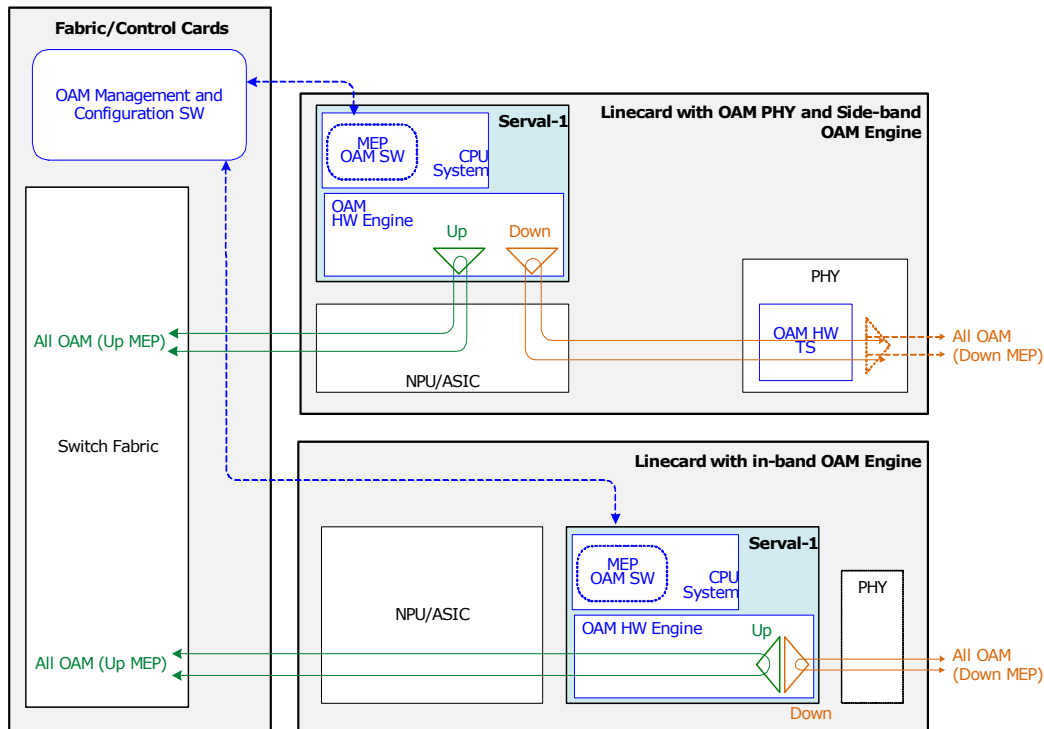 Fabric/Control Cards
OAM Management and
Configuration SW
Switch Fabric
All OAM (Up MEP)
All OAM (Up MEP)
Linecard with OAM PHY and Side-band
OAM Engine
Serval-1
MEP
OAM SW
CPU
System
OAM
HW Engine
Up
Down
NPU/ASIC
PHY
OAM HW
TS
All OAM
(Down MEP)
Linecard with in-band OAM Engine
NPU/ASIC
Serval-1
MEP
OAM SW
CPU
System
OAM HW Engine
Up
Down
PHY
All OAM
(Down MEP)